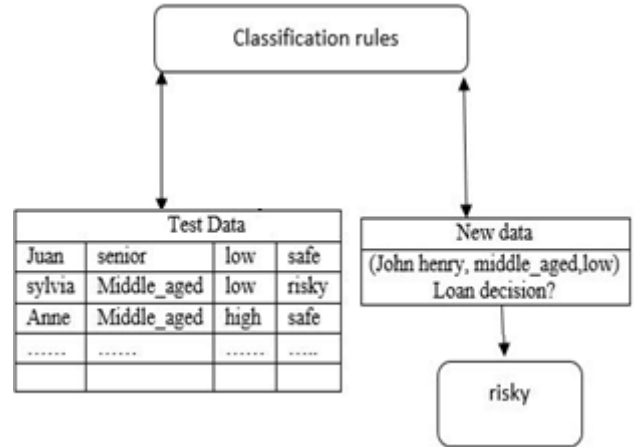 Classification rules
Test Data
Juan senior low safe
sylvia Middle_aged low risky
Anne Middle_aged high safe
...... ...... ...... .....
New data
(John henry, middle_aged,low)
Loan decision?
risky